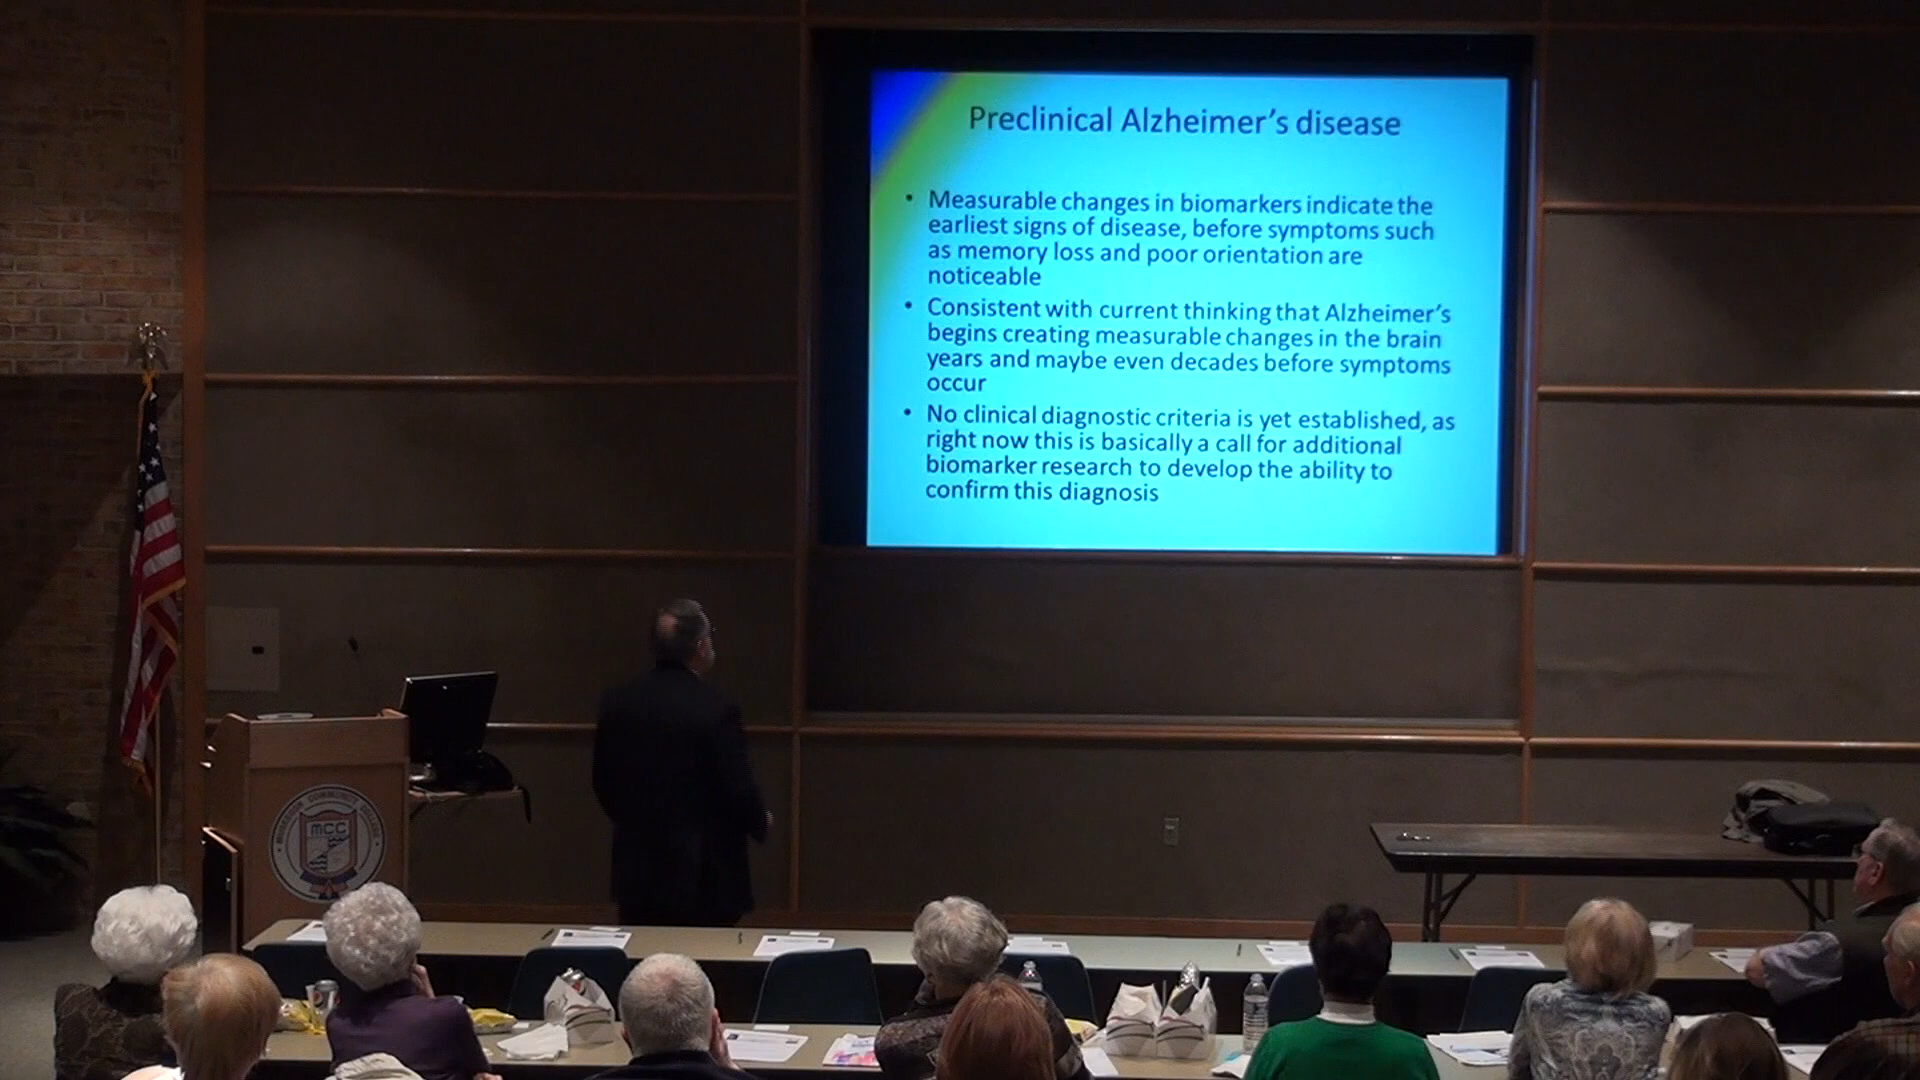 Preclinical Alzheimer's disease
• Measurable changes in biomarkers indicate the
earliest signs of disease, before symptoms such
as memory loss and poor orientation are
noticeable
• Consistent with current thinking that Alzheimer's
begins creating measurable changes in the brain
years and maybe even decades before symptoms
occur
• No clinical diagnostic criteria is yet established, as
right now this is basically a call for additional
biomarker research to develop the ability to
confirm this diagnosis
COMMUNITY COLLEGE
MCC